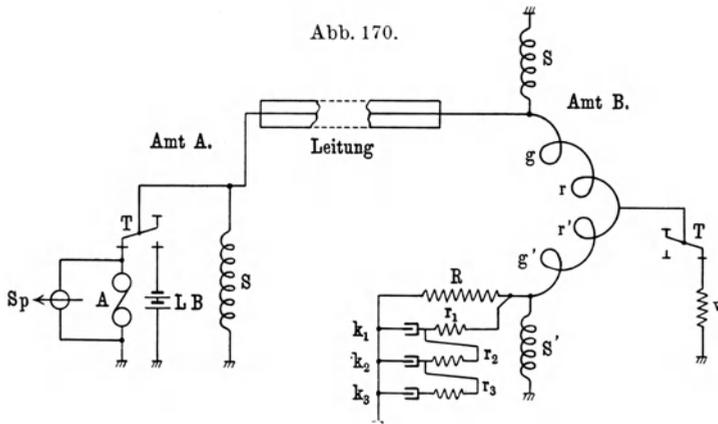 Abb. 170.
S
Amt B.
Amt A.
Leitung
g
r
T
r'
T
g'
Sp
A
LB
S
R
r₁
k₁
S'
r₂
k₂
r₃
k₃